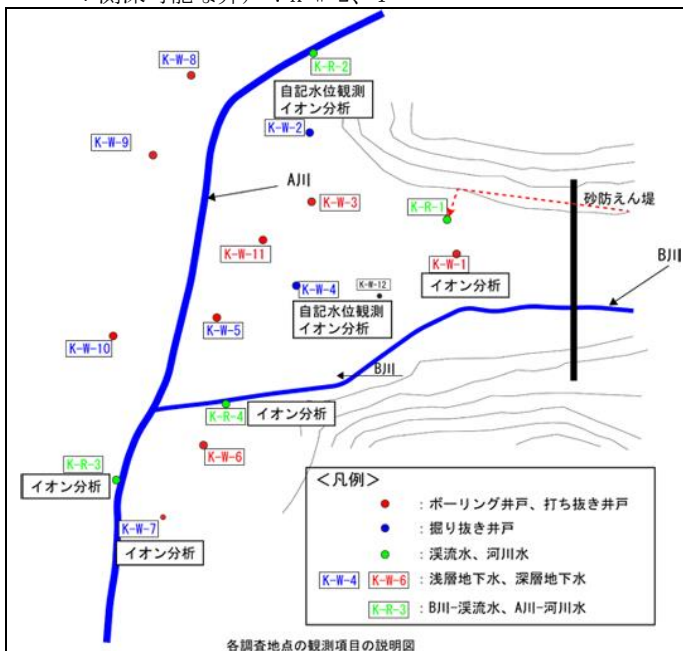 K-W-8
K-R-2
自記水位観測
イオン分析
K-W-2
K-W-9
A川
K-W-3
K-R-1
砂防えん堤
B川
K-W-11
K-W-1
イオン分析
K-W-4
K-W-12
自記水位観測
イオン分析
K-W-5
K-W-10
B川
K-R-4
イオン分析
K-W-6
K-R-3
イオン分析
K-W-7
イオン分析
<凡例>
:ボーリング井戸、打ち抜き井戸
:掘り抜き井戸
:渓流水、河川水
K-W-4 K-W-6 :浅層地下水、深層地下水
K-R-3 :B川-渓流水、A川-河川水
各調査地点の観測項目の説明図